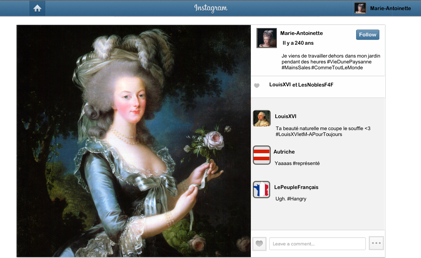 Instagram
Marie-Antoinette
Marie-Antoinette
Follow
Il y a 240 ans
Je viens de travailler dehors dans mon jardin
pendant des heures #VieDunePaysanne
#MainsSales #CommeToutLeMonde
LouisXVI et LesNoblesF4F
LouisXVI
Ta beauté naturelle me coupe le souffle <3
#LouisXVIetM-APourToujours
Autriche
Yaaaas #représenté
LePeupleFrançais
Ugh. #Hangry
Leave a comment...